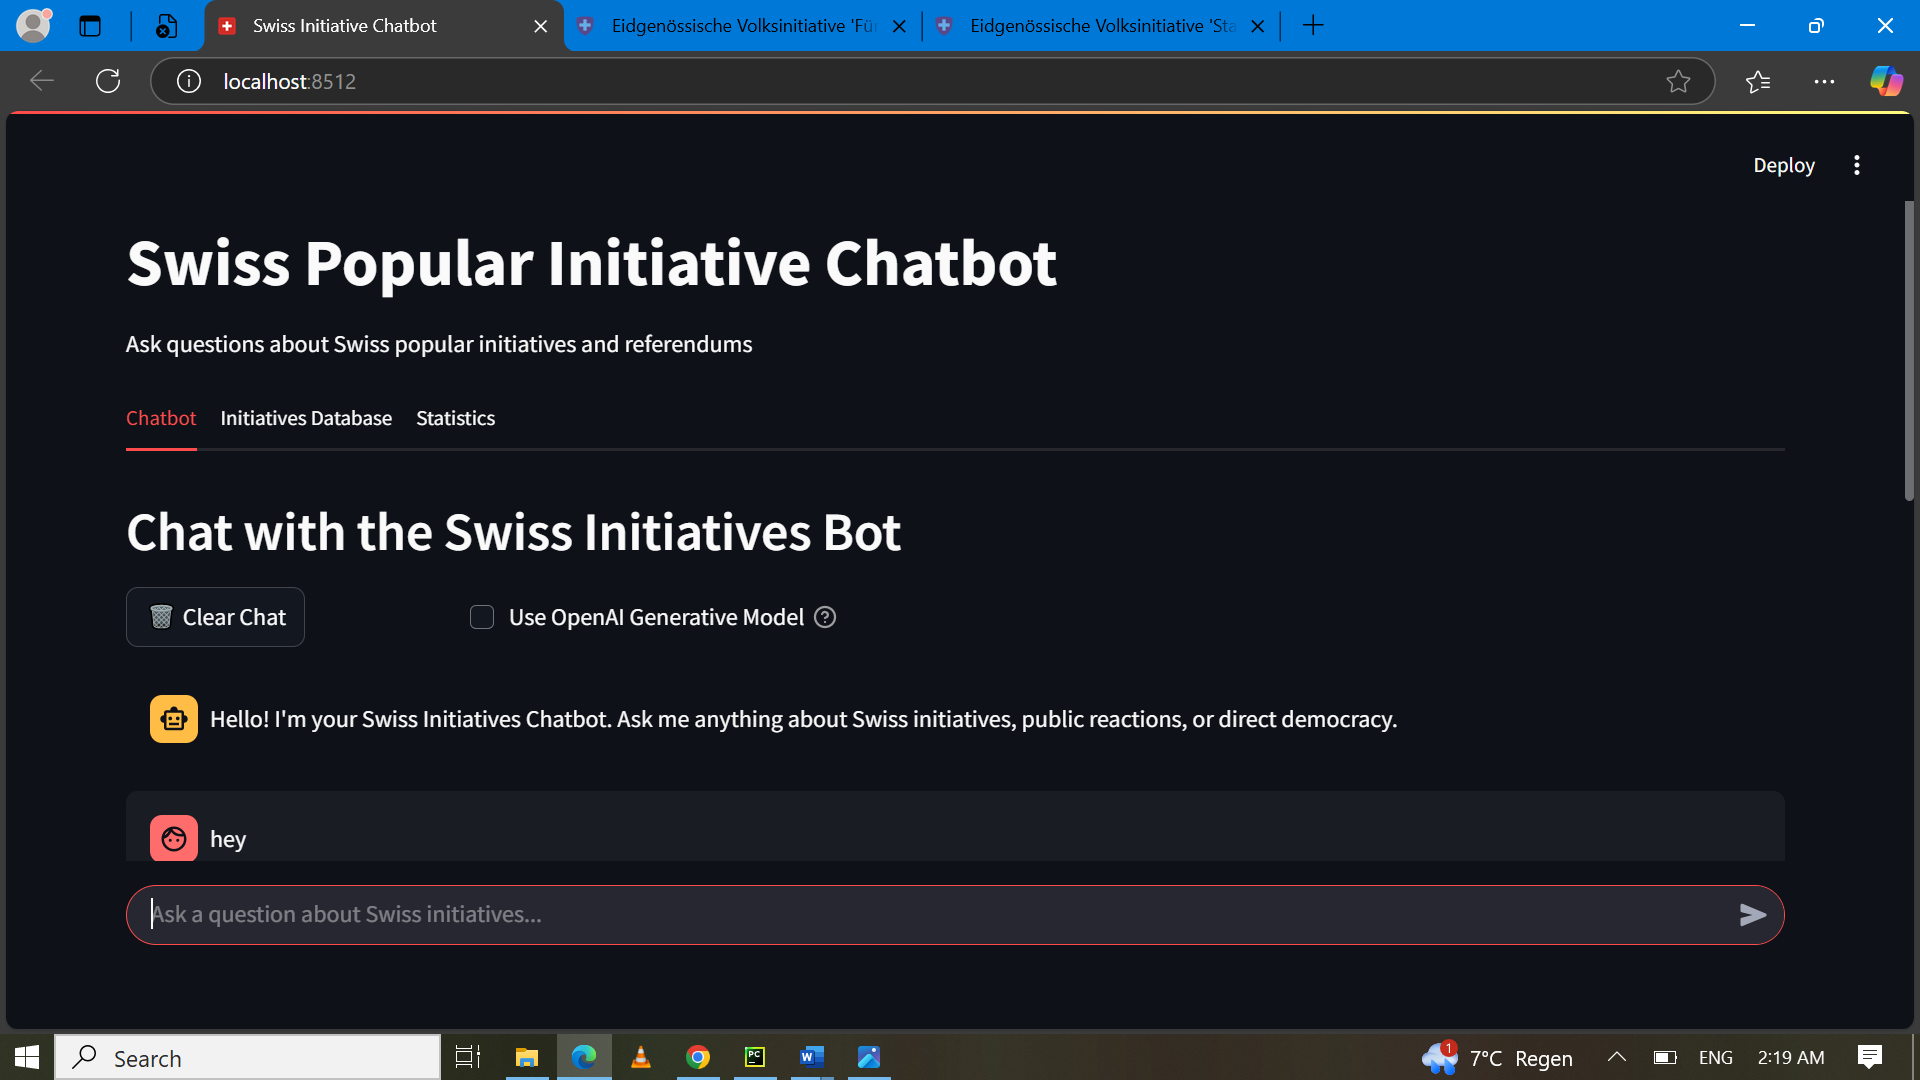 Swiss Initiative Chatbot
Eidgenössische Volksinitiative 'Für
Eidgenössische Volksinitiative 'Sta
localhost:8512
Deploy
Swiss Popular Initiative Chatbot
Ask questions about Swiss popular initiatives and referendums
Chatbot Initiatives Database Statistics
Chat with the Swiss Initiatives Bot
Clear Chat
Use OpenAI Generative Model
Hello! I'm your Swiss Initiatives Chatbot. Ask me anything about Swiss initiatives, public reactions, or direct democracy.
hey
Ask a question about Swiss initiatives...
Search
PC
W
1
7°C Regen
ENG
2:19 AM